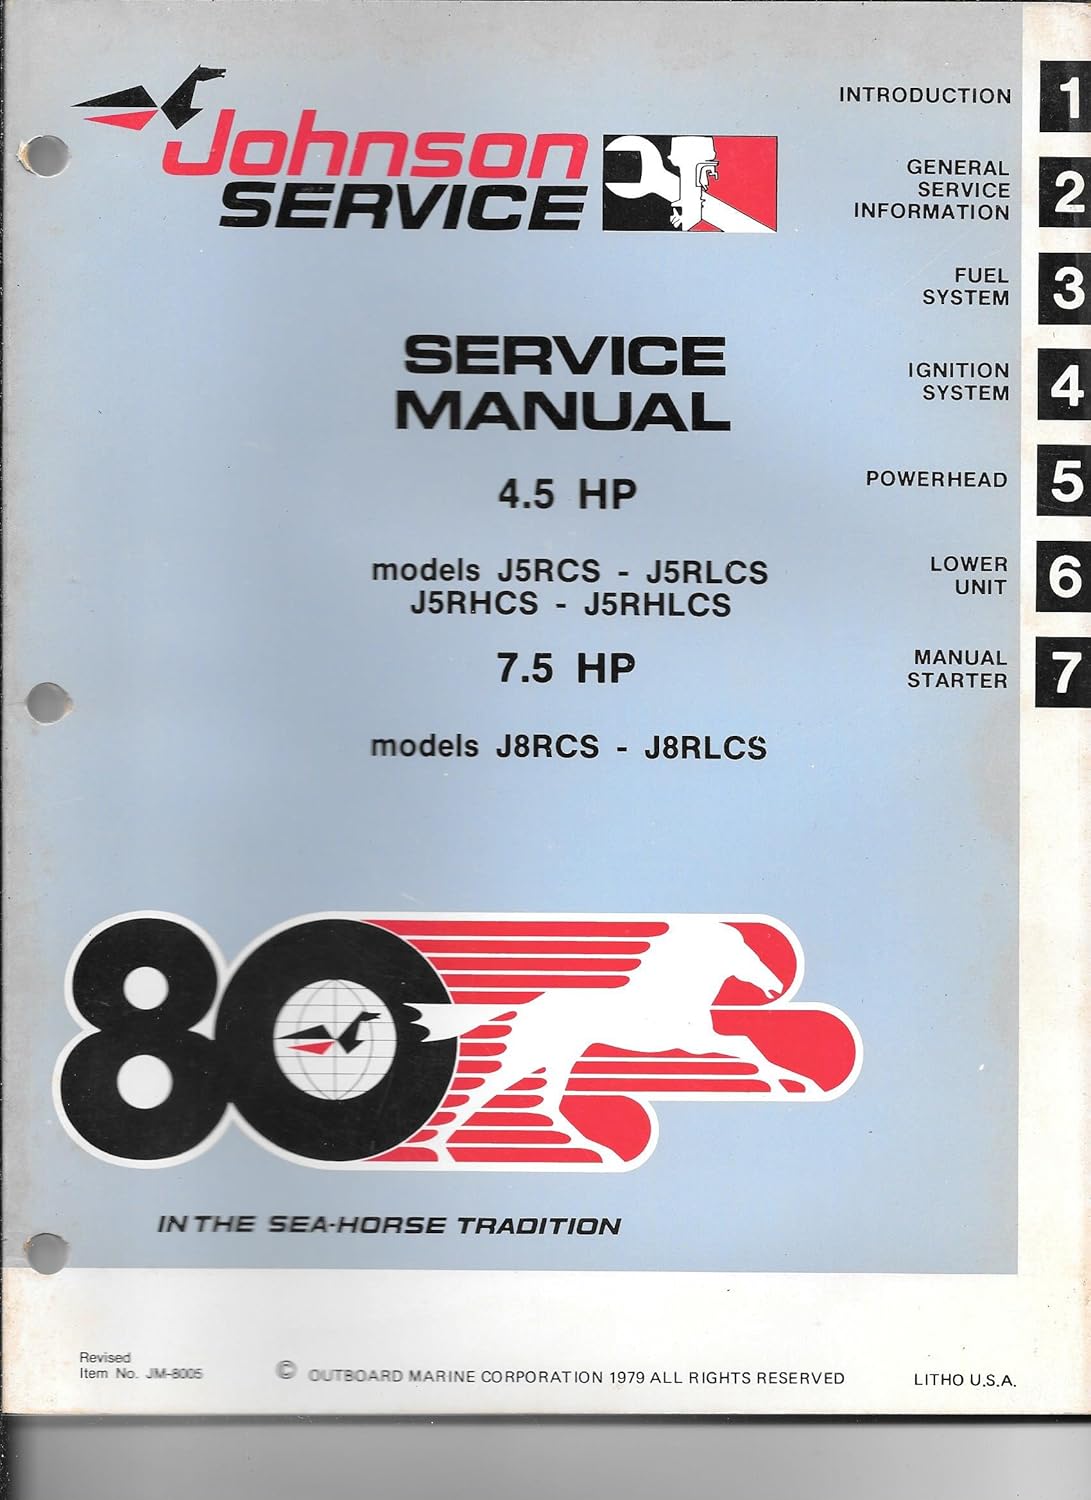 Johnson
SERVICE
SERVICE
MANUAL
4.5 HP
models J5RCS - J5RLCS
J5RHCS - J5RHLCS
7.5 HP
models J8RCS - J8RLCS
INTRODUCTION 1
GENERAL
SERVICE 2
INFORMATION
FUEL
SYSTEM 3
IGNITION
SYSTEM 4
POWERHEAD 5
LOWER
UNIT 6
MANUAL
STARTER 7
80
IN THE SEA-HORSE TRADITION
Revised
Item No. JM-8005
© OUTBOARD MARINE CORPORATION 1979 ALL RIGHTS RESERVED
LITHO U.S.A.